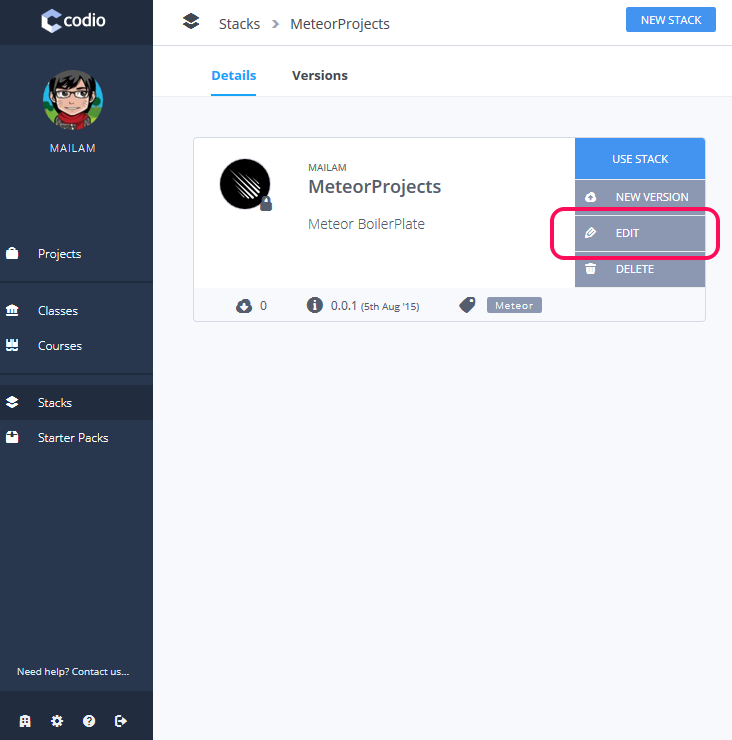 codio
Stacks > MeteorProjects
NEW STACK
MAILAM
Details
Versions
MAILAM
MeteorProjects
Meteor BoilerPlate
USE STACK
NEW VERSION
EDIT
DELETE
0
0.0.1 (5th Aug '15)
Meteor
Projects
Classes
Courses
Stacks
Starter Packs
Need help? Contact us...